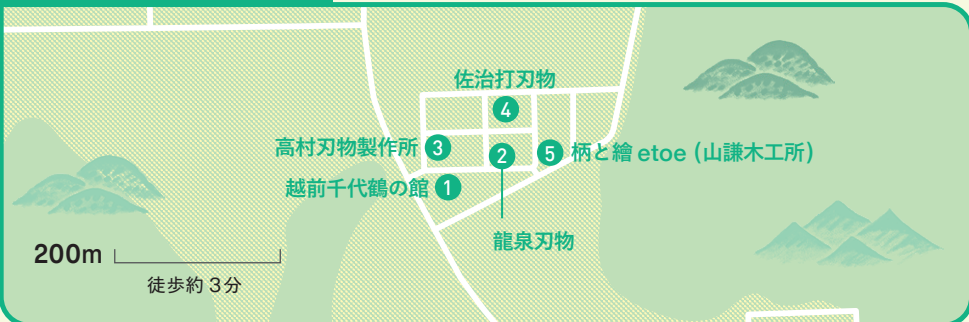 佐治打刃物
4
高村刃物製作所 3
2
5 柄と繪 etoe (山謙木工所)
越前千代鶴の館 1
龍泉刃物
200m
徒歩約3分